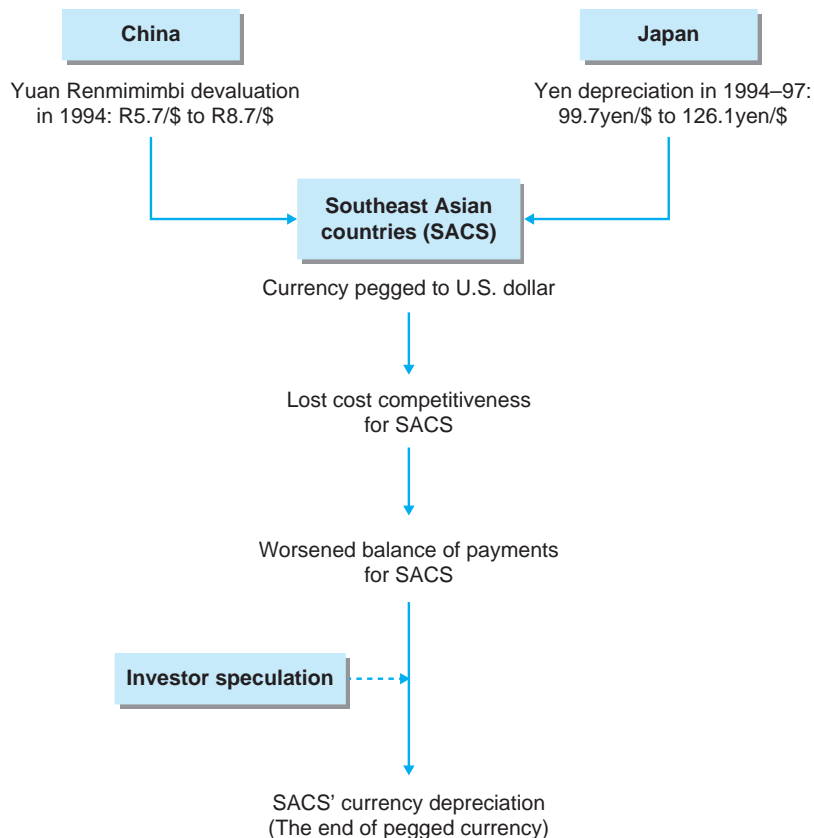 China
Yuan Renmimimbi devaluation
in 1994: R5.7/$ to R8.7/$
Japan
Yen depreciation in 1994–97:
99.7yen/$ to 126.1yen/$
Southeast Asian
countries (SACS)
Currency pegged to U.S. dollar
Lost cost competitiveness
for SACS
Worsened balance of payments
for SACS
Investor speculation
SACS’ currency depreciation
(The end of pegged currency)